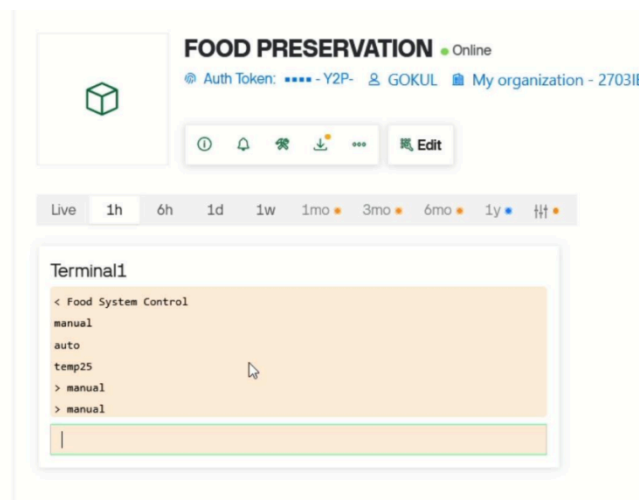 FOOD PRESERVATION Online
Auth Token: •••• - Y2P- GOKUL My organization - 2703
Edit
Live 1h 6h 1d 1w 1mo 3mo 6mo 1y
Terminal1
< Food System Control
manual
auto
temp25
> manual
> manual